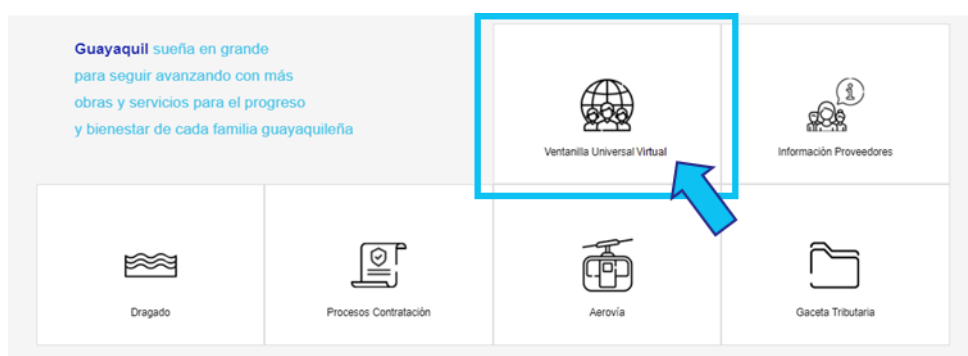 Guayaquil sueña en grande
para seguir avanzando con más
obras y servicios para el progreso
y bienestar de cada familia guayaquileña
Ventanilla Universal Virtual
Información Proveedores
Dragado
Procesos Contratación
Aerovía
Gaceta Tributaria